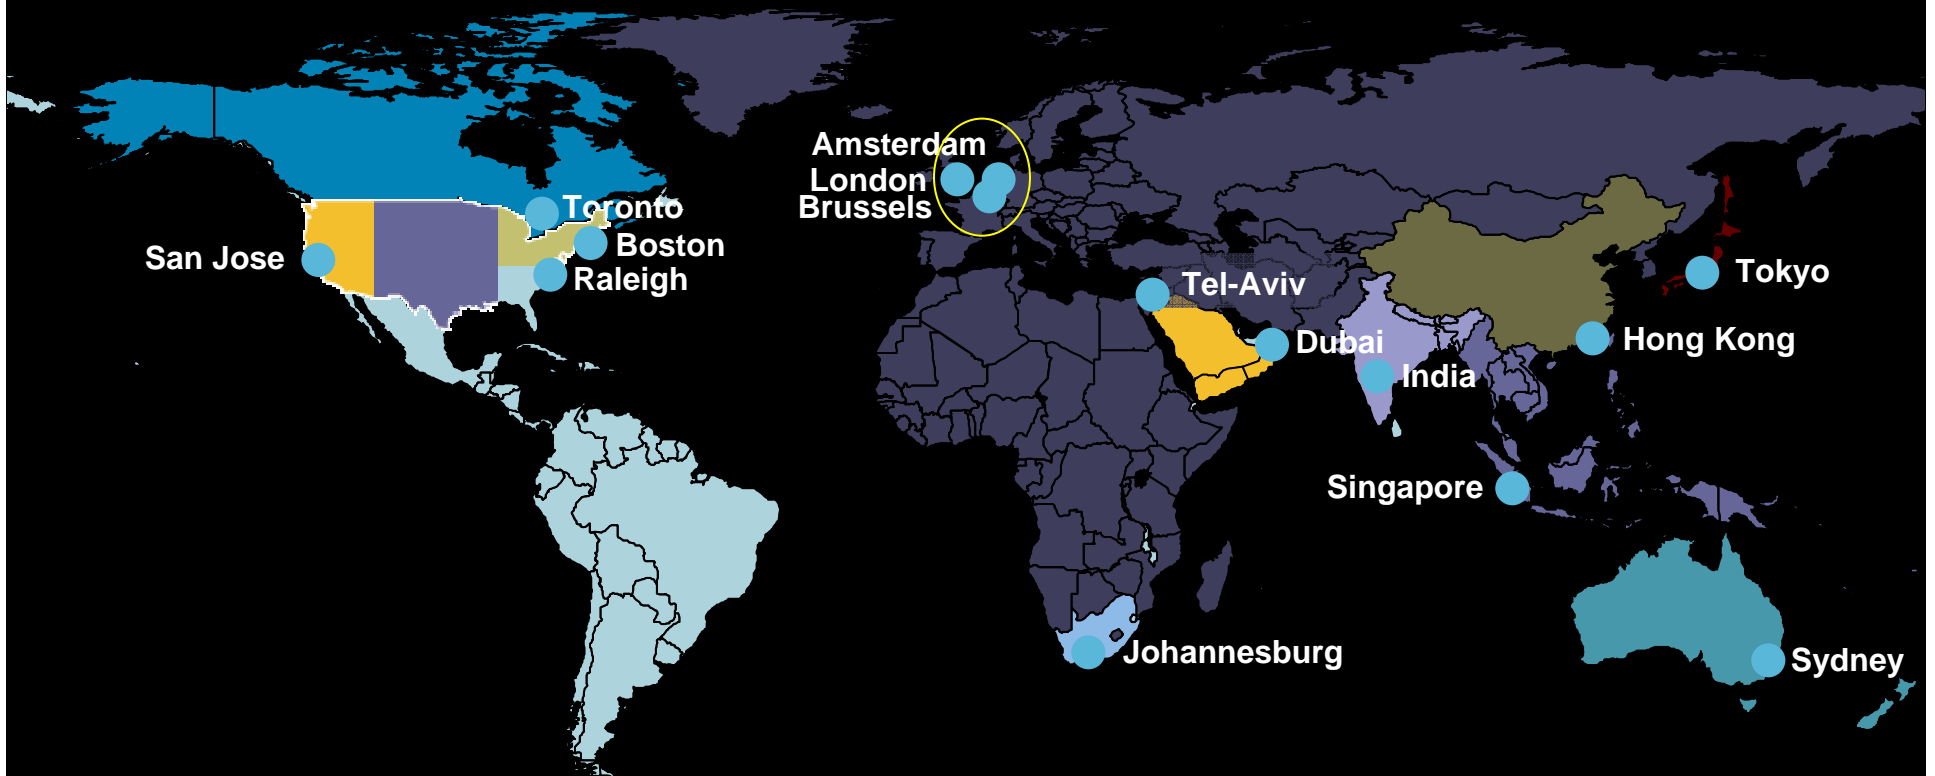 Amsterdam
London
Brussels
Toronto
Boston
San Jose
Raleigh
Tel-Aviv
Tokyo
Dubai
Hong Kong
India
Singapore
Johannesburg
Sydney